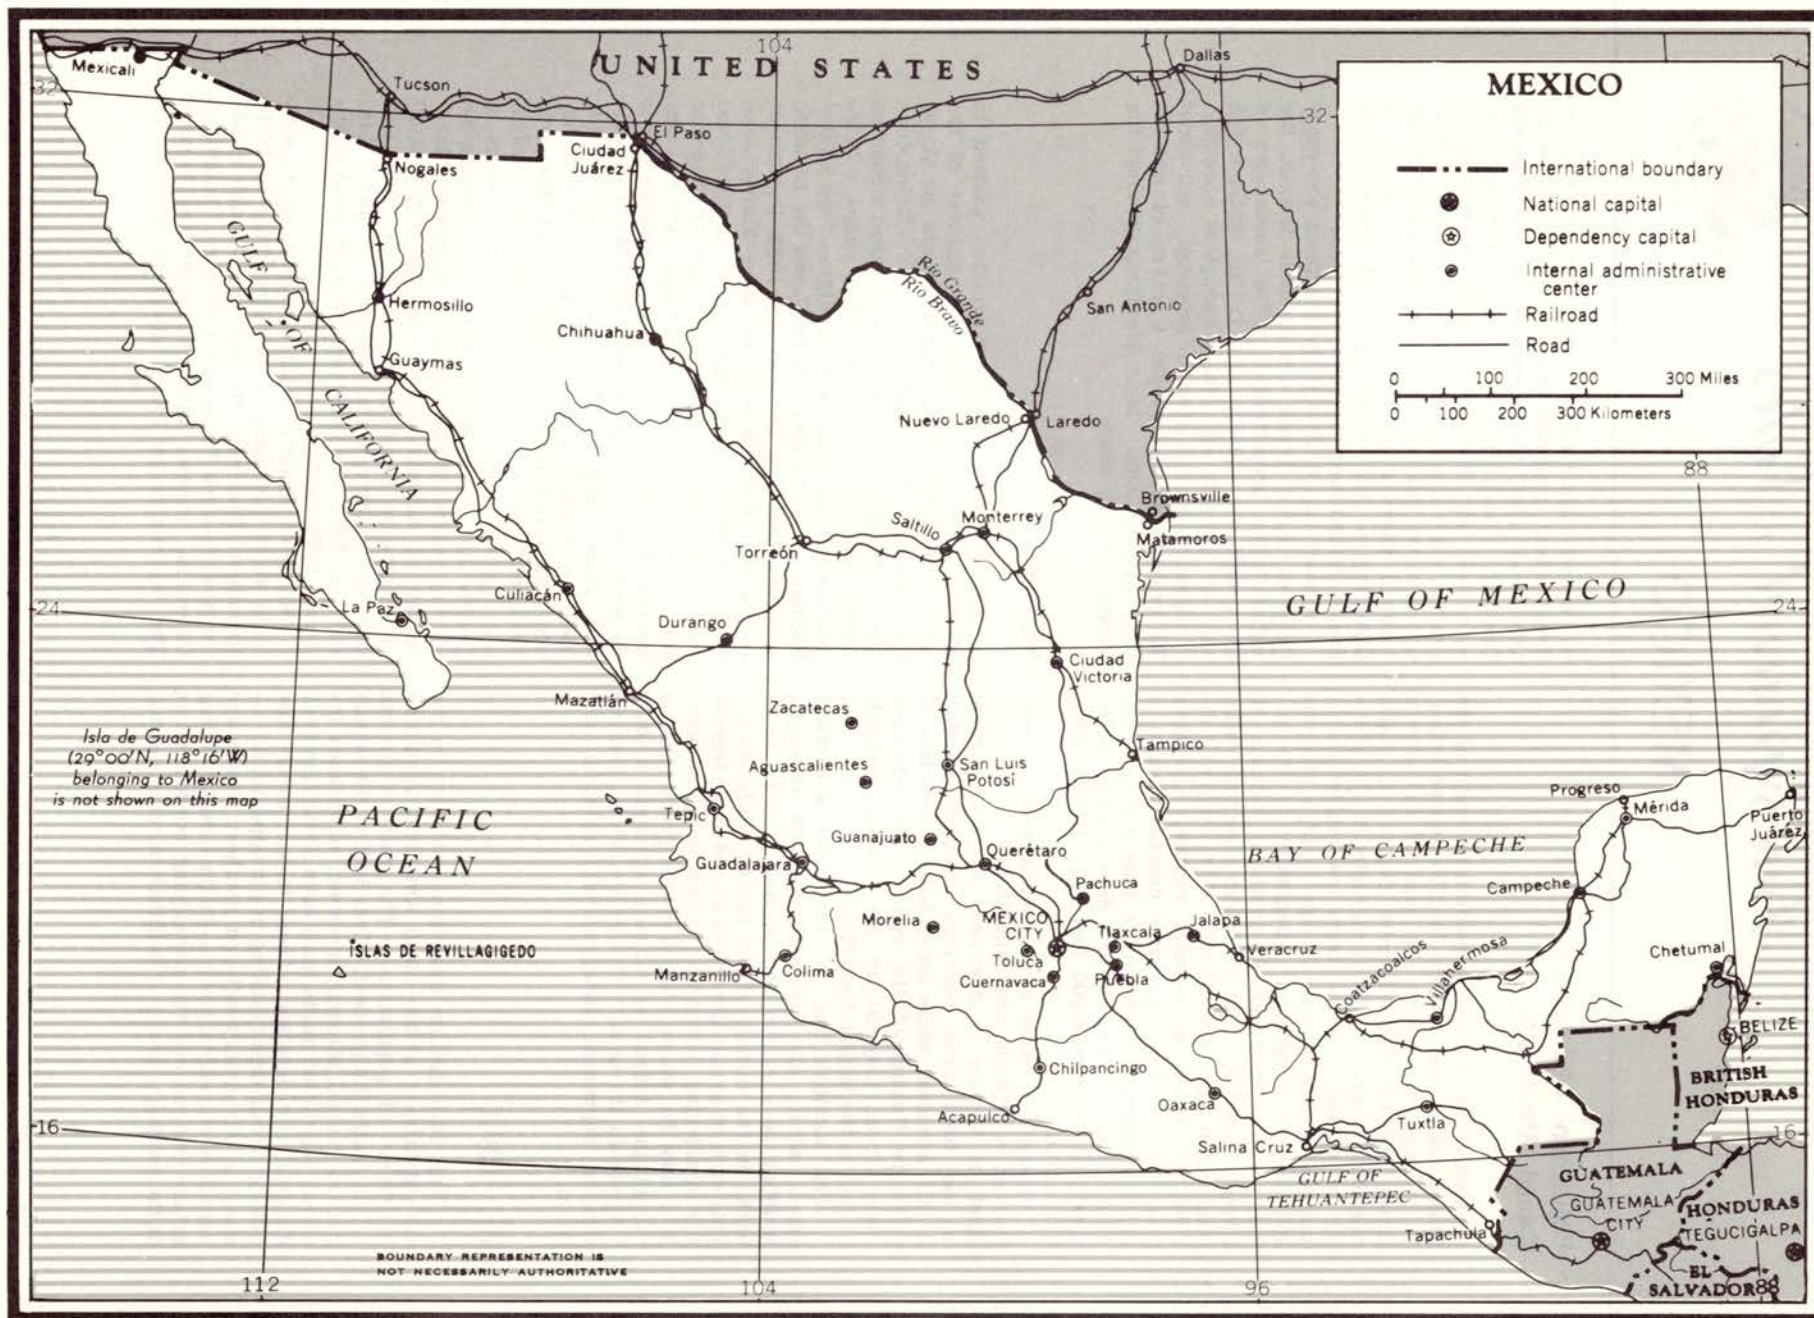 MEXICO
International boundary
National capital
Dependency capital
Internal administrative
center
Railroad
Road
0 100 200 300 Miles
0 100 200 300 Kilometers
UNITED STATES
104
Dallas
Mexicali
32
Tucson
32
El Paso
Ciudad
Juárez
Nogales
GULF
OF
CALIFORNIA
Hermosillo
Rio Grande
Rio Bravo
San Antonio
Chihuahua
Guaymas
Nuevo Laredo
Laredo
88
Brownsville
Matamoros
Saltillo
Monterrey
Torreón
Culiacán
GULF OF MEXICO
24
24
La Paz
Durango
Ciudad
Victoria
Mazatlán
Zacatecas
Isla de Guadalupe
(29°00'N, 118°16'W)
belonging to Mexico
is not shown on this map
Tampico
Aguascalientes
San Luis
Potosí
PACIFIC
OCEAN
Tepic
Progreso
Mérida
Puerto
Juárez
Guanajuato
Querétaro
BAY OF CAMPECHE
Guadalajara
Campeche
Pachuca
Morelia
MEXICO
CITY
Tlaxcala
Jalapa
ISLAS DE REVILLAGIGEDO
Toluca
Veracruz
Chetumal
Manzanillo
Colima
Cuernavaca
Puebla
Coatzacoalcos
Villahermosa
BELIZE
Chilpancingo
BRITISH
HONDURAS
Acapulco
Oaxaca
Tuxtla
16
16
Salina Cruz
GULF OF
TEHUANTEPEC
GUATEMALA
GUATEMALA
CITY
HONDURAS
TEGUCIGALPA
Tapachula
BOUNDARY REPRESENTATION IS
NOT NECESSARILY AUTHORITATIVE
EL
SALVADOR
112
104
96
88